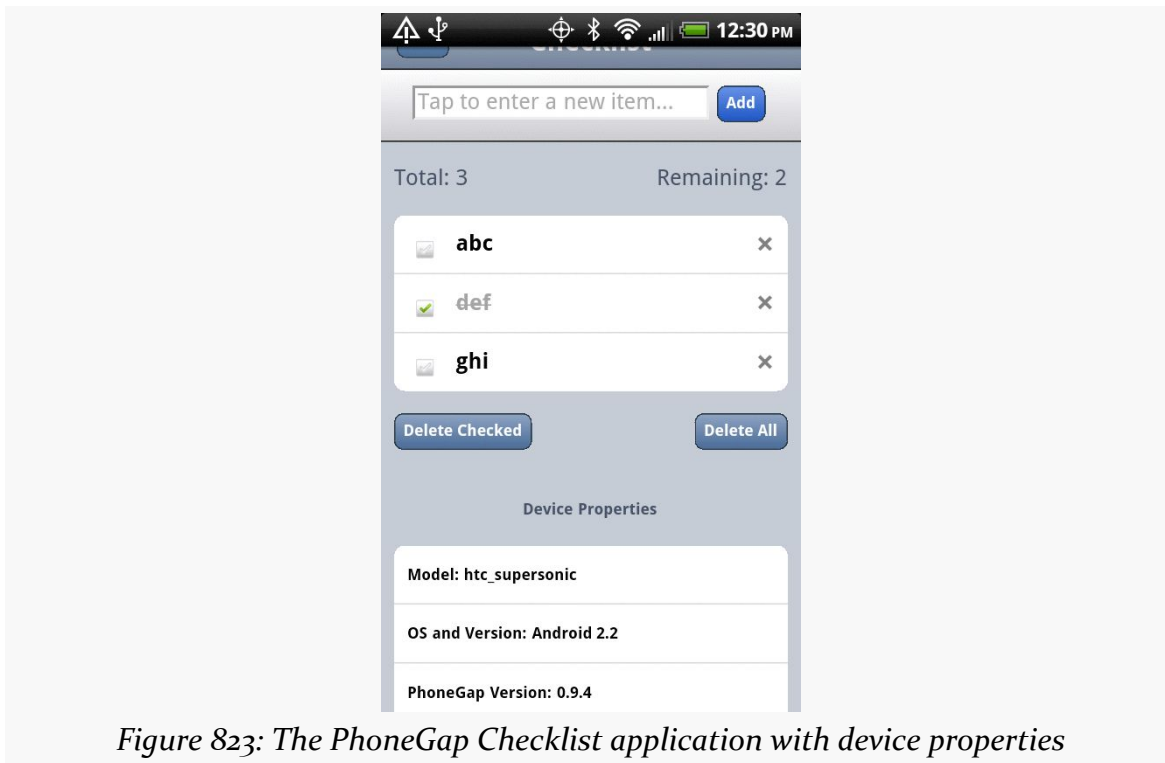 12:30 PM
Checklist
Tap to enter a new item...
Add
Total: 3
Remaining: 2
abc
def
ghi
Delete Checked
Delete All
Device Properties
Model: htc_supersonic
OS and Version: Android 2.2
PhoneGap Version: 0.9.4
Figure 823: The PhoneGap Checklist application with device properties